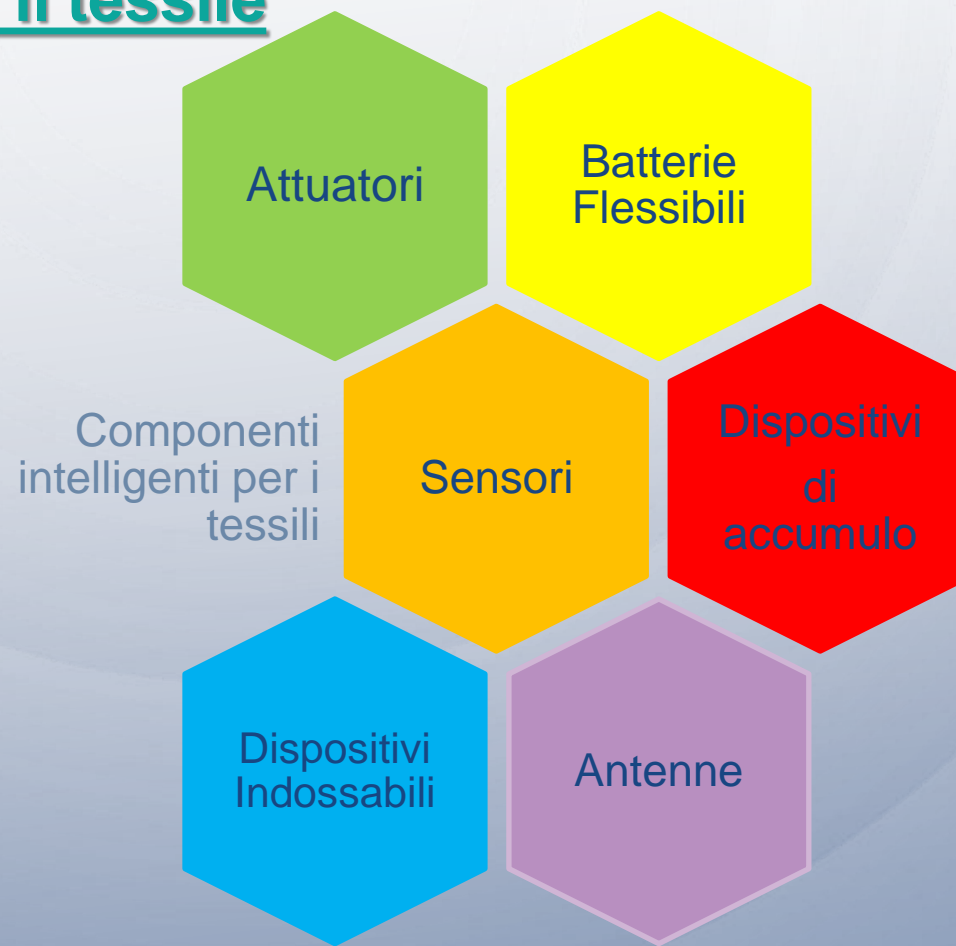 il tessile
Attuatori
Batterie
Flessibili
Componenti
intelligenti per i
tessili
Sensori
Dispositivi
di
accumulo
Dispositivi
Indossabili
Antenne